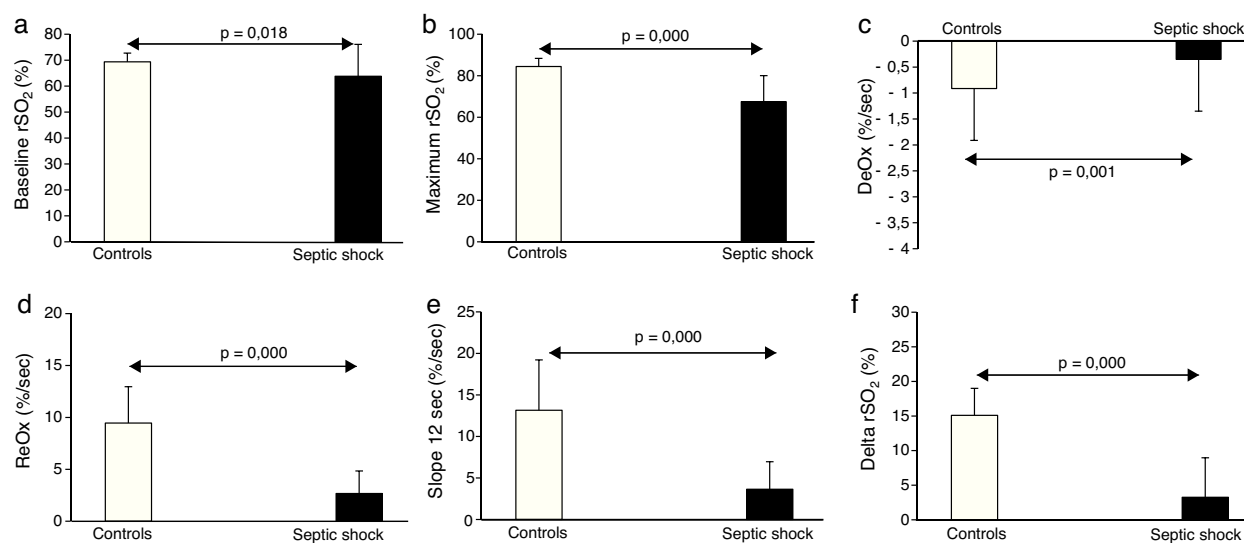 a
p = 0,018
Baseline rSO₂ (%)
80
70
60
50
40
30
20
10
0
Controls
Septic shock
b
p = 0,000
Maximum rSO₂ (%)
100
80
60
40
20
0
Controls
Septic shock
c
Controls
Septic shock
DeOx (%/sec)
0
- 0,5
- 1
- 1,5
- 2
- 2,5
- 3
- 3,5
- 4
p = 0,001
d
p = 0,000
ReOx (%/sec)
20
15
10
5
0
Controls
Septic shock
e
p = 0,000
Slope 12 sec (%/sec)
25
20
15
10
5
0
Controls
Septic shock
f
p = 0,000
Delta rSO₂ (%)
30
25
20
15
10
5
0
Controls
Septic shock